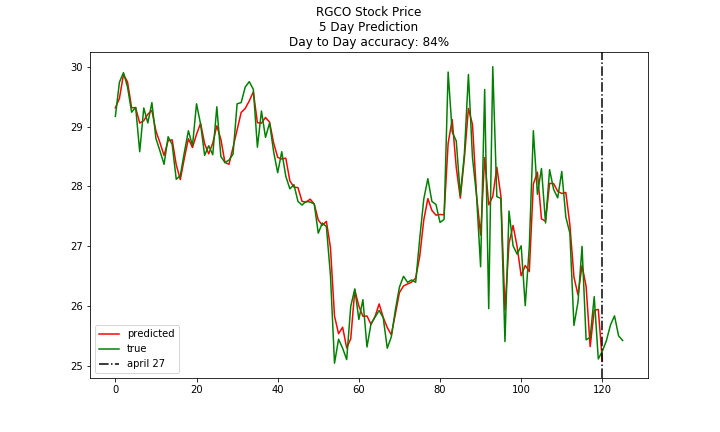 RGCO Stock Price
5 Day Prediction
Day to Day accuracy: 84%
30
29
28
27
26
25
predicted
true
april 27
0
20
40
60
80
100
120